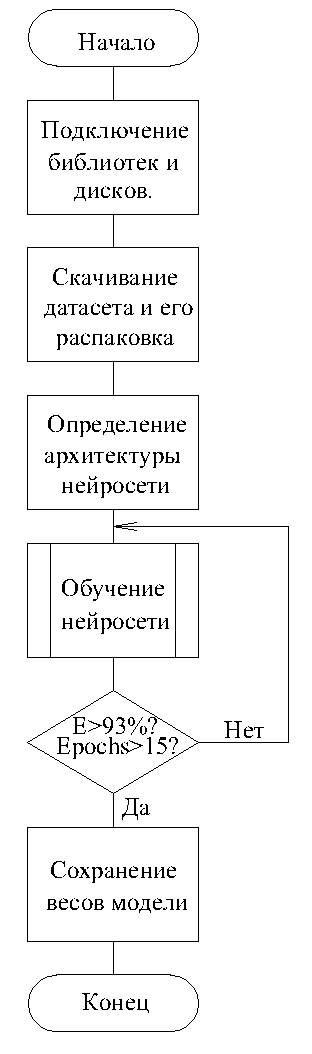 Начало
Подключение
библиотек и
дисков.
Скачивание
датасета и его
распаковка
Определение
архитектуры
нейросети
Обучение
нейросети
E>93%?
Epochs>15?
Нет
Да
Сохранение
весов модели
Конец